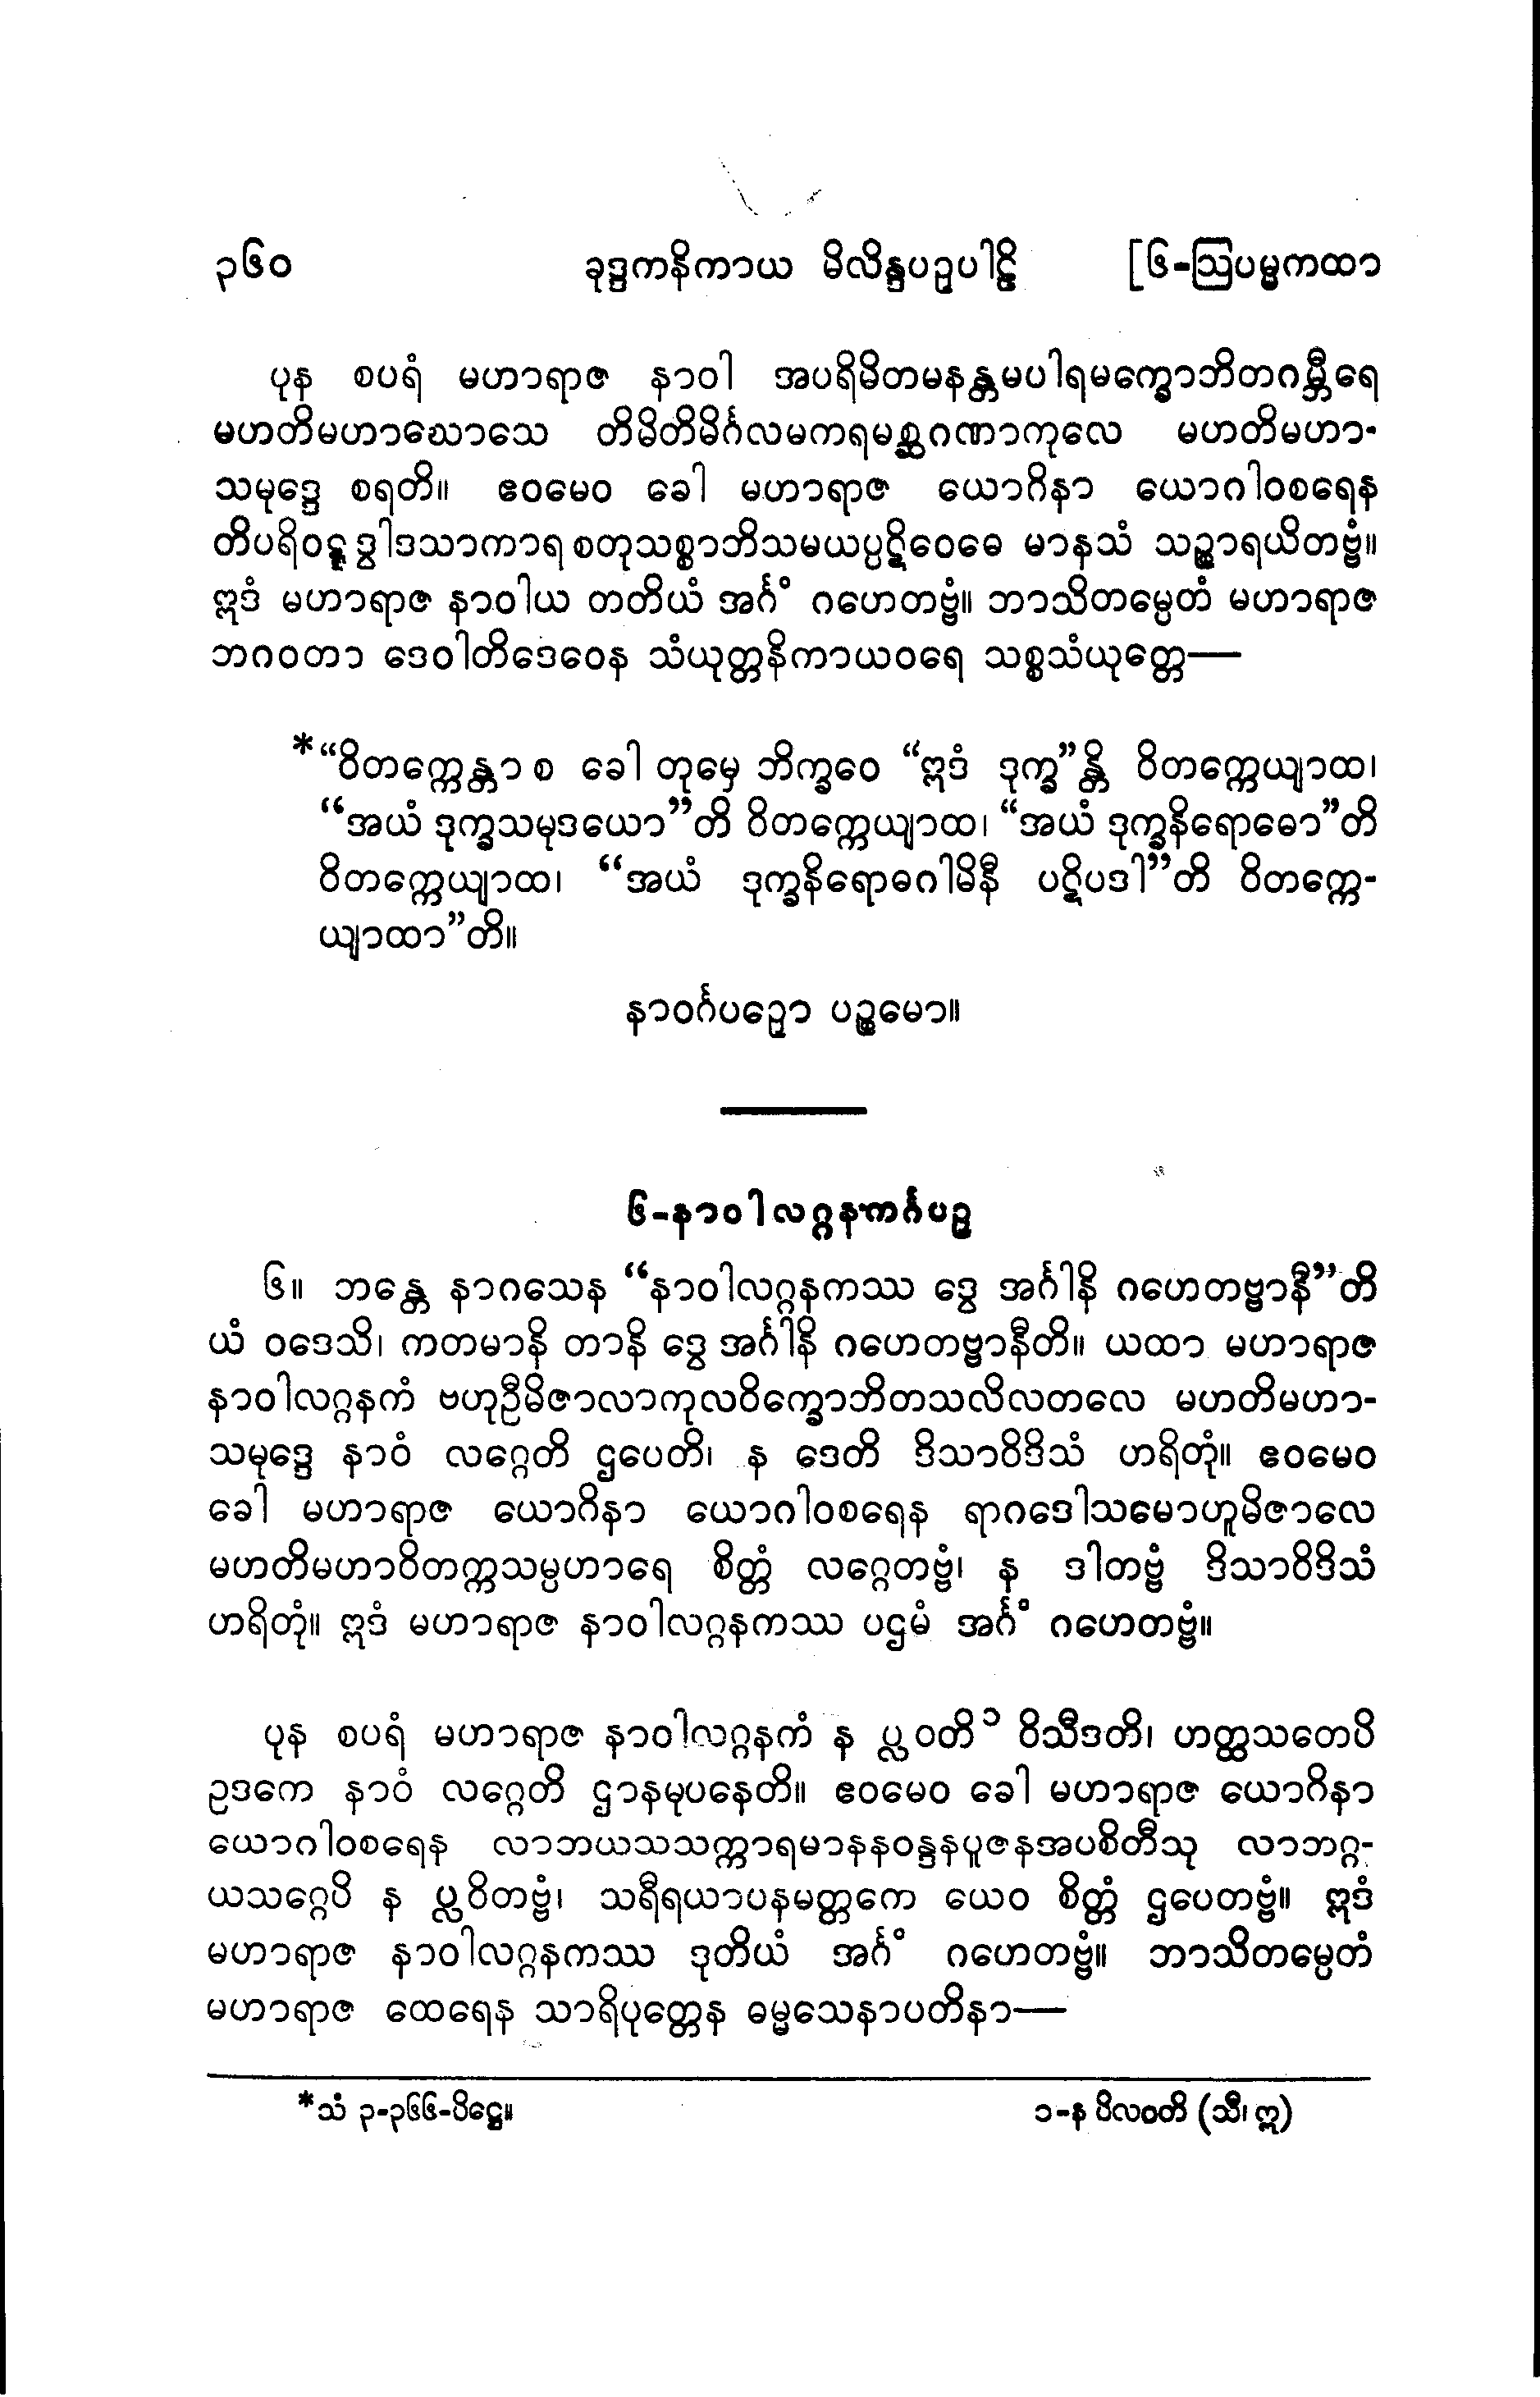 ၃၆၀ ခုဒ္ဒကနိကာယ မိလိန္ဒပဉှပါဠိ [၆-ဩပမ္မကထာ
ပုန စပရံ မဟာရာဇ နာဝါ အပရိမိတမနန္တမပါရမက္ခောဘိတဂမ္ဘီရေ
မဟတိမဟာဃောသေ တိမိတိမိင်္ဂလမကရမစ္ဆဂဏာကုလေ မဟတိမဟာ-
သမုဒ္ဒေ စရတိ။ ဧဝမေဝ ခေါ မဟာရာဇ ယောဂိနာ ယောဂါဝစရေန
တိပရိဝဋ္ဋ ဒွါဒသာကာရ စတုသစ္စာဘိသမယပ္ပဋိဝေဓေ မာနသံ သဉ္စာရယိတဗ္ဗံ။
ဣဒံ မဟာရာဇ နာဝါယ တတိယံ အင်္ဂံ ဂဟေတဗ္ဗံ။ ဘာသိတမ္ပေတံ မဟာရာဇ
ဘဂဝတာ ဒေဝါတိဒေဝေန သံယုတ္တနိကာယဝရေ သစ္စသံယုတ္တေ—
*“ဝိတက္ကေန္တာ စ ခေါ တုမှေ ဘိက္ခဝေ “ဣဒံ ဒုက္ခ”န္တိ ဝိတက္ကေယျာထ၊
“အယံ ဒုက္ခသမုဒယော”တိ ဝိတက္ကေယျာထ၊ “အယံ ဒုက္ခနိရောဓော”တိ
ဝိတက္ကေယျာထ၊ “အယံ ဒုက္ခနိရောဓဂါမိနီ ပဋိပဒါ”တိ ဝိတက္ကေ-
ယျာထာ”တိ။
နာဝင်္ဂပဉှော ပဉ္စမော။
၆-နာဝါလဂ္ဂနကင်္ဂပဉှ
၆။ ဘန္တေ နာဂသေန “နာဝါလဂ္ဂနကဿ ဒွေ အင်္ဂါနိ ဂဟေတဗ္ဗာနီ”တိ
ယံ ဝဒေသိ၊ ကတမာနိ တာနိ ဒွေ အင်္ဂါနိ ဂဟေတဗ္ဗာနီတိ။ ယထာ မဟာရာဇ
နာဝါလဂ္ဂနကံ ဗဟုဦမိဇာလာကုလဝိက္ခောဘိတသလိလတလေ မဟတိမဟာ-
သမုဒ္ဒေ နာဝံ လဂ္ဂေတိ ဌပေတိ၊ န ဒေတိ ဒိသာဝိဒိသံ ဟရိတုံ။ ဧဝမေဝ
ခေါ မဟာရာဇ ယောဂိနာ ယောဂါဝစရေန ရာဂဒေါသမောဟူမိဇာလေ
မဟတိမဟာဝိတက္ကသမ္ပဟာရေ စိတ္တံ လဂ္ဂေတဗ္ဗံ၊ န ဒါတဗ္ဗံ ဒိသာဝိဒိသံ
ဟရိတုံ။ ဣဒံ မဟာရာဇ နာဝါလဂ္ဂနကဿ ပဌမံ အင်္ဂံ ဂဟေတဗ္ဗံ။
ပုန စပရံ မဟာရာဇ နာဝါလဂ္ဂနကံ န ပ္လဝတိ ၁ ဝိသီဒတိ၊ ဟတ္ထသတေပိ
ဥဒကေ နာဝံ လဂ္ဂေတိ ဌာနမုပနေတိ။ ဧဝမေဝ ခေါ မဟာရာဇ ယောဂိနာ
ယောဂါဝစရေန လာဘယသသက္ကာရမာနနဝန္ဒနပူဇနအပစိတီသု လာဘဂ္ဂ-
ယသဂ္ဂေပိ န ပ္လဝိတဗ္ဗံ၊ သရီရယာပနမတ္တကေ ယေဝ စိတ္တံ ဌပေတဗ္ဗံ။ ဣဒံ
မဟာရာဇ နာဝါလဂ္ဂနကဿ ဒုတိယံ အင်္ဂံ ဂဟေတဗ္ဗံ။ ဘာသိတမ္ပေတံ
မဟာရာဇ ထေရေန သာရိပုတ္တေန ဓမ္မသေနာပတိနာ—
*သံ ၃-၃၆၆-ပိဋ္ဌေ။ ၁-န ပိလဝတိ (သီ၊ ဣ)